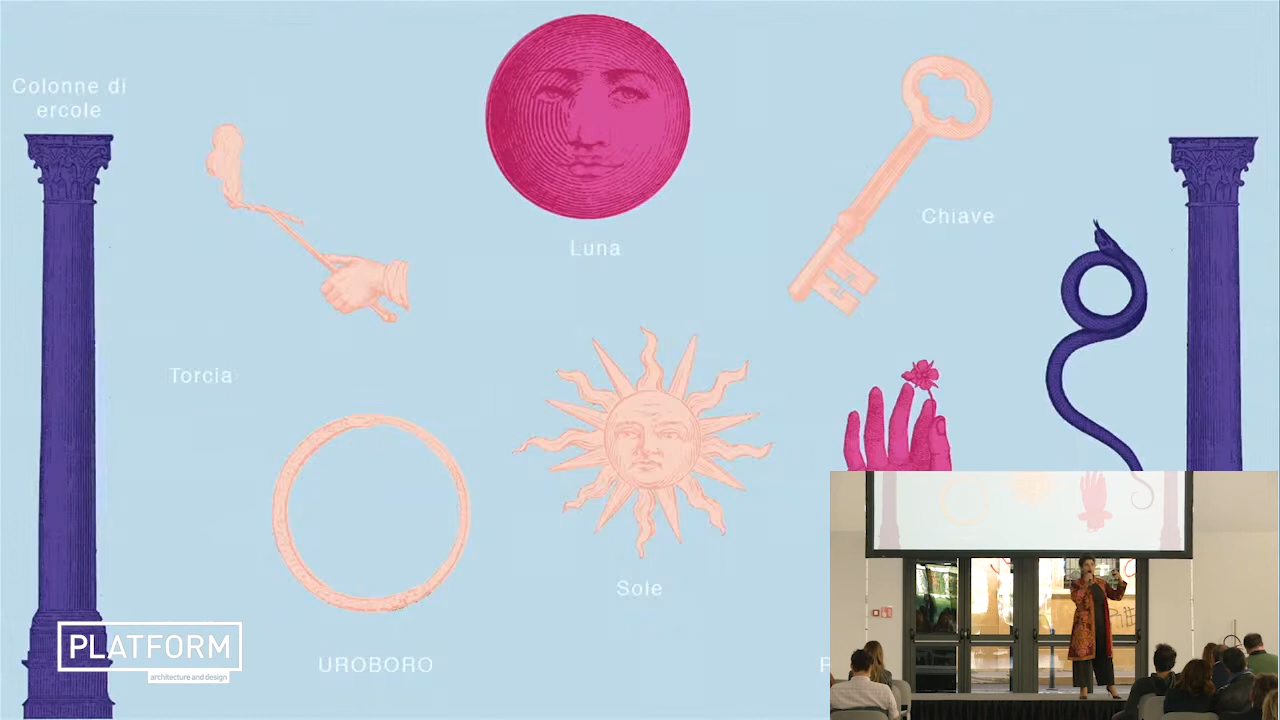 Colonne di
ercole
Luna
Chiave
Torcia
Sole
UROBORO
PLATFORM
architecture and design